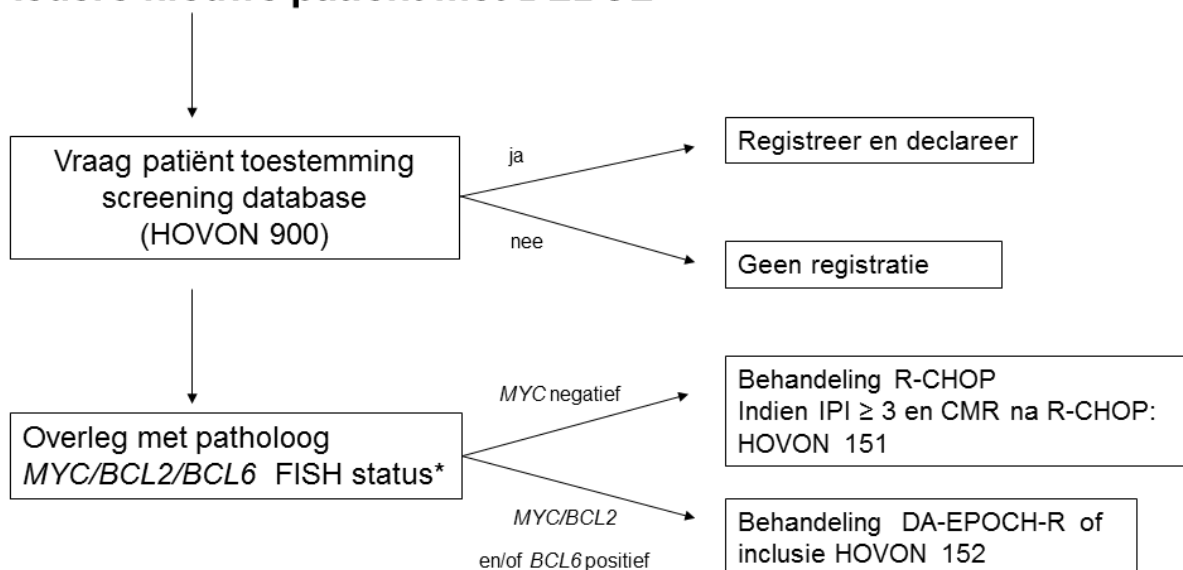 Vraag patiënt toestemming
screening database
(HOVON 900)
ja
nee
Registreer en declareer
Geen registratie
Overleg met patholoog
MYC/BCL2/BCL6 FISH status*
MYC negatief
MYC/BCL2
en/of BCL6 positief
Behandeling R-CHOP
Indien IPI ≥ 3 en CMR na R-CHOP:
HOVON 151
Behandeling DA-EPOCH-R of
inclusie HOVON 152